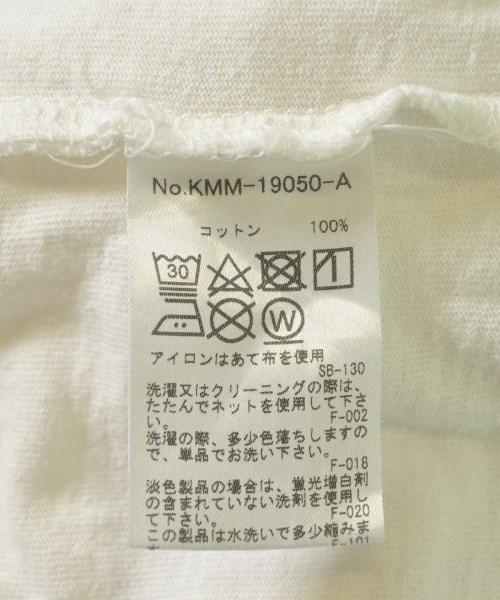 No.KMM-19050-A
コットン 100%
30
W
アイロンはあて布を使用
SB-130
洗濯又はクリーニングの際は、
たたんでネットを使用して下さ
い。 F-002
洗濯の際、多少色落ちしますの
で、単品でお洗い下さい。
F-018
淡色製品の場合は、蛍光増白剤
の含まれていない洗剤を使用し
て下さい。 F-020
この製品は水洗いで多少縮みま